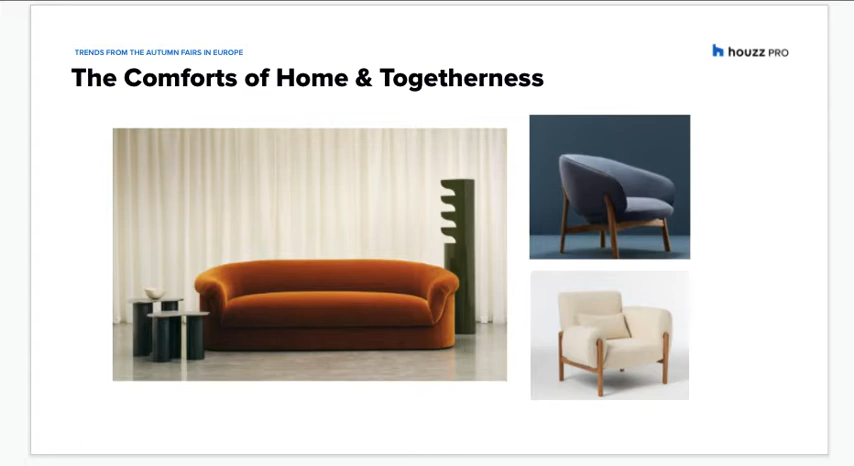 TRENDS FROM THE AUTUMN FAIRS IN EUROPE
houzz PRO
The Comforts of Home & Togetherness